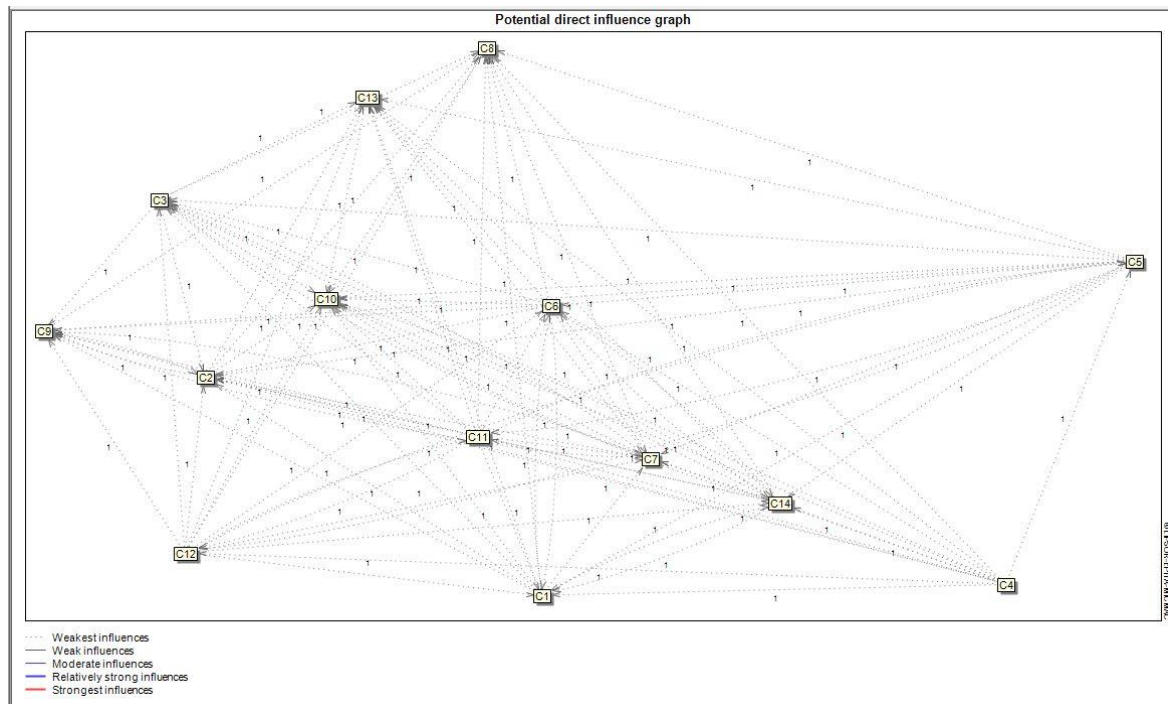 Potential direct influence graph
C8
C13
C3
C5
C10
C6
C9
C2
C11
C7
C14
C12
C1
C4
Weakest influences
Weak influences
Moderate influences
Relatively strong influences
Strongest influences